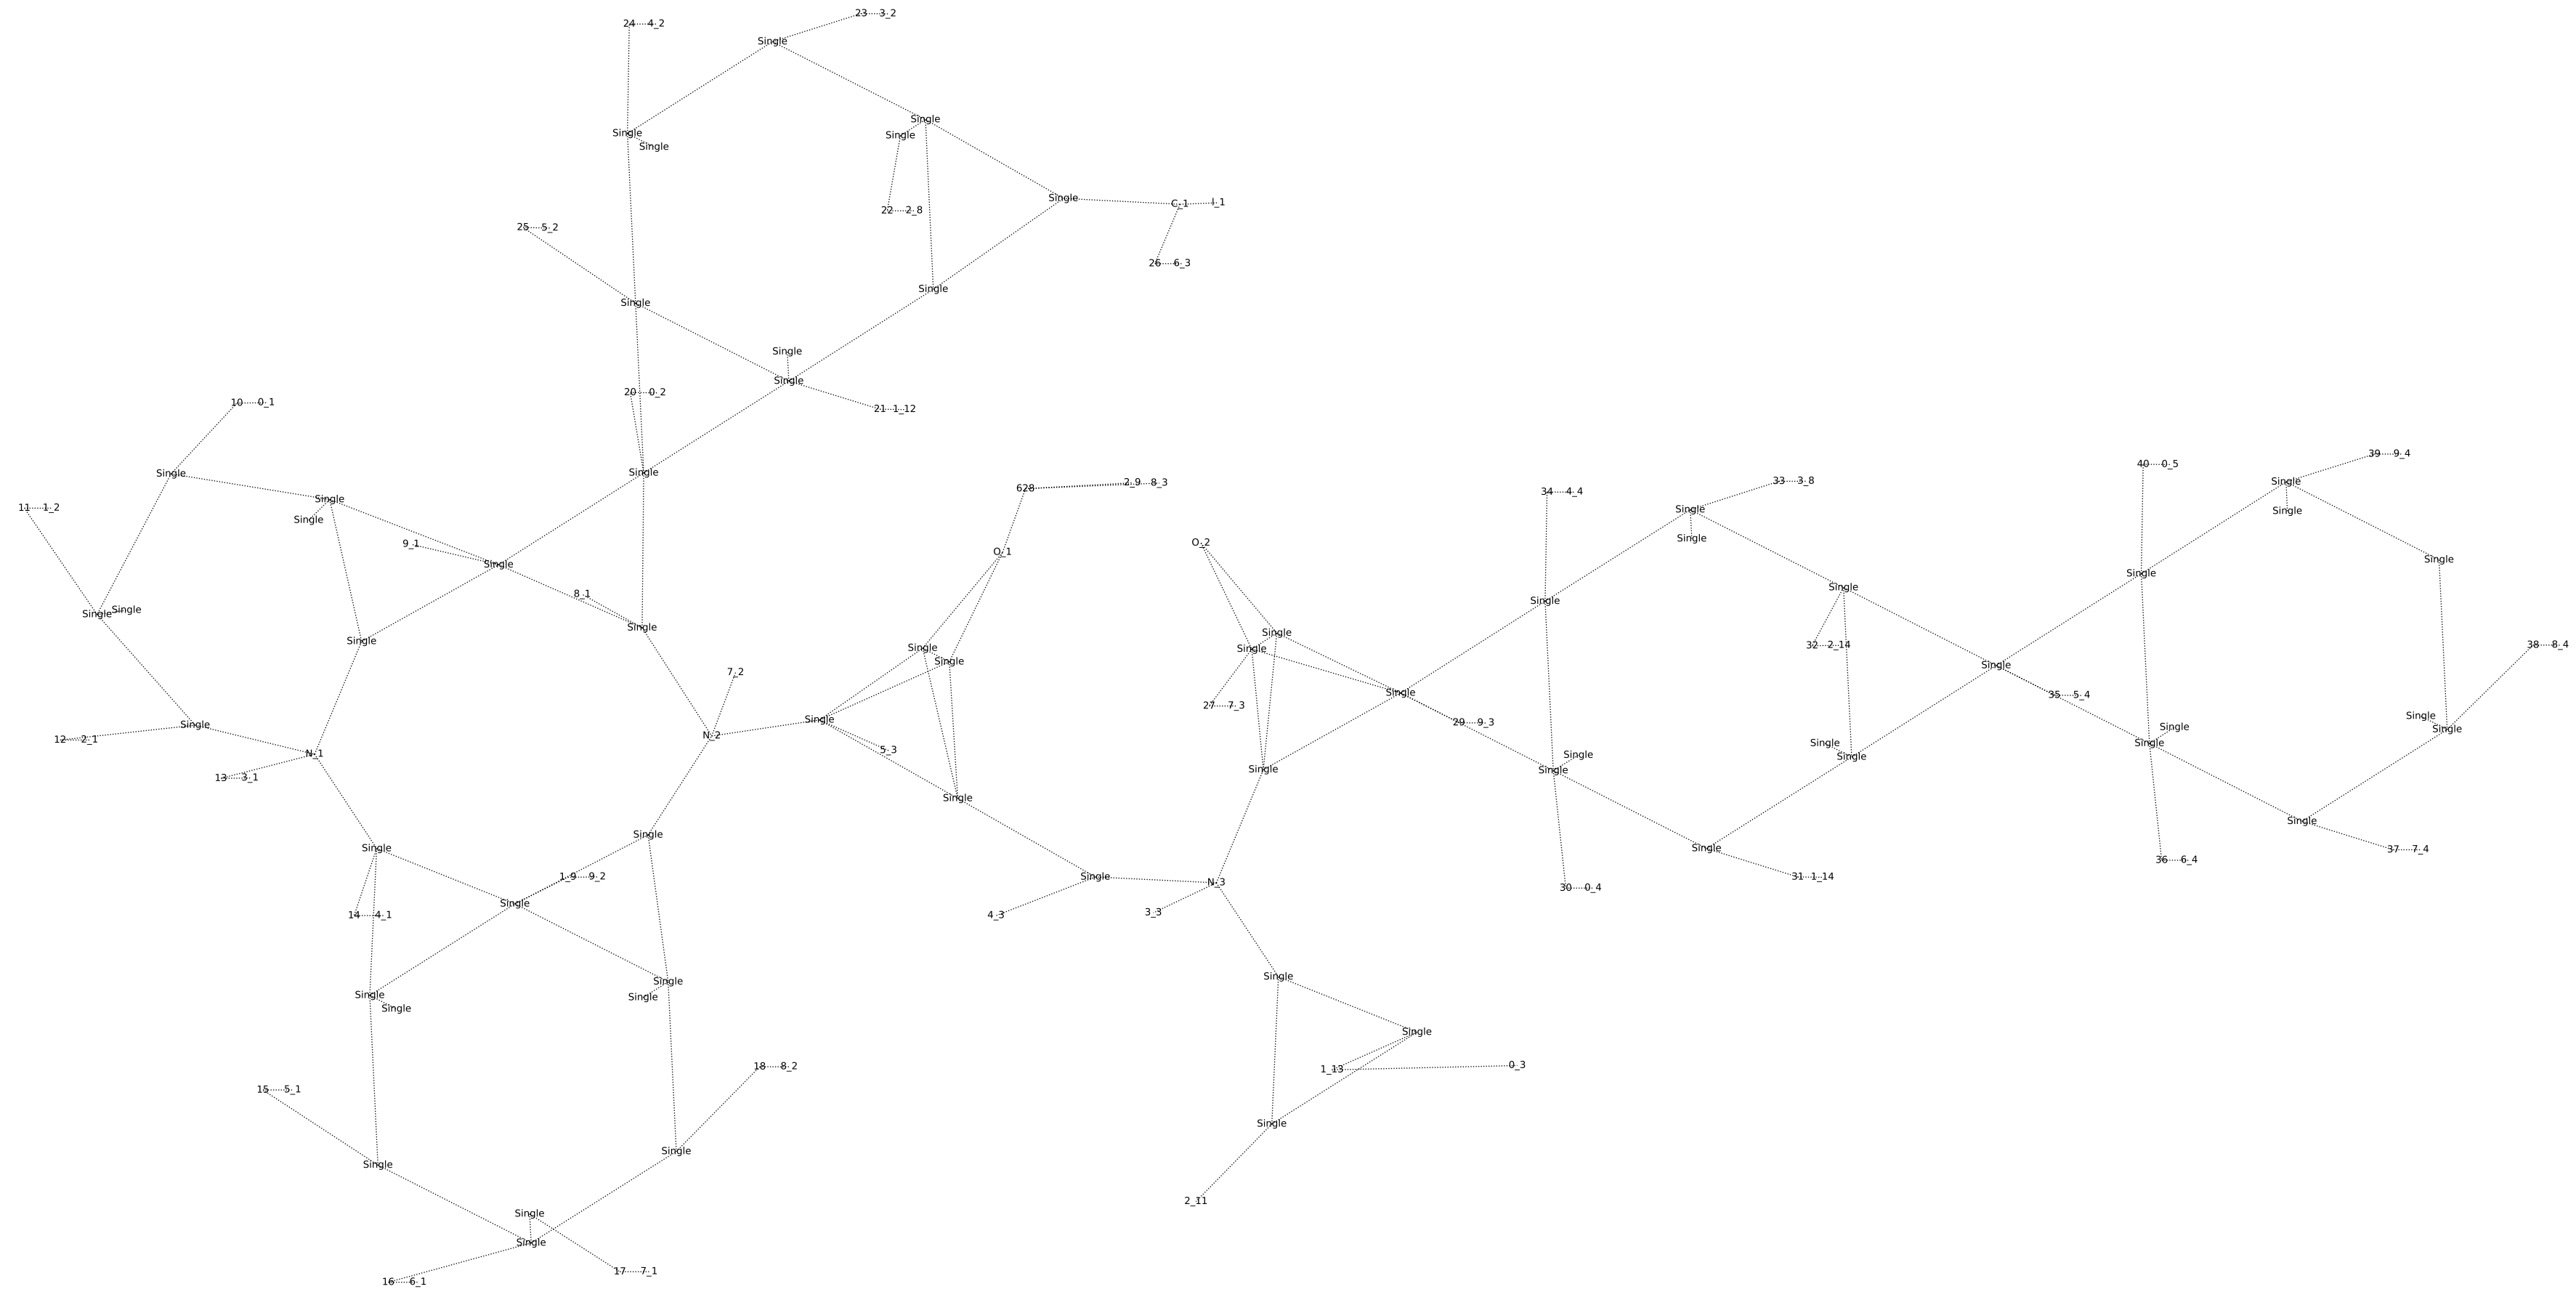 23 3_2
24 4_2
Single
Single
Single
Single
Single
Single
C_1 I_1
22 2_8
25 5_2
26 6_3
Single
Single
Single
Single
20 0_2
10 0_1
21 1_12
39 9_4
40 0_5
Single
Single
33 3_8
Single
2_9 8_3
628
34 4_4
Single
11 1_2
Single
Single
Single
Single
9_1
O_2
O_1
Single
Single
Single
Single
8_1
Single
Single
Single
Single
Single
Single
Single
32 2_14
38 8_4
Single
Single
Single
Single
7_2
Single
35 5_4
27 7_3
Single
Single
Single
Single
29 9_3
Single
Single
N_2
12 2_1
Single
Single
Single
5_3
N_1
Single
Single
Single
Single
13 3_1
Single
Single
Single
Single
Single
37 7_4
36 6_4
Single
1_9 9_2
31 1_14
N_3
30 0_4
Single
3_3
4_3
14 4_1
Single
Single
Single
Single
Single
Single
Single
0_3
18 8_2
1_13
15 5_1
Single
Single
Single
2_11
Single
Single
17 7_1
16 6_1